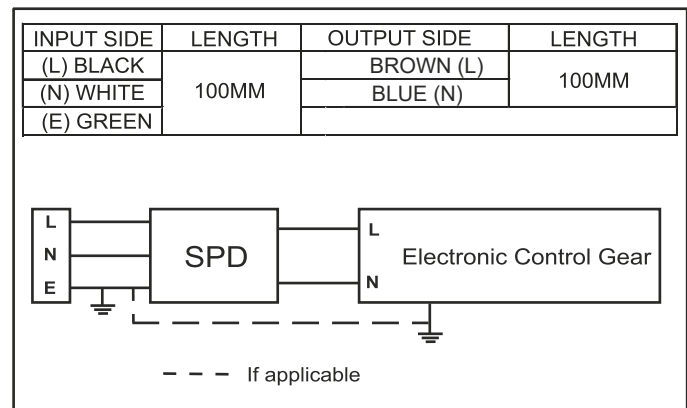 INPUT SIDE LENGTH OUTPUT SIDE LENGTH
(L) BLACK 100MM BROWN (L) 100MM
(N) WHITE BLUE (N)
(E) GREEN
L
N
E
SPD
L
N
Electronic Control Gear
If applicable